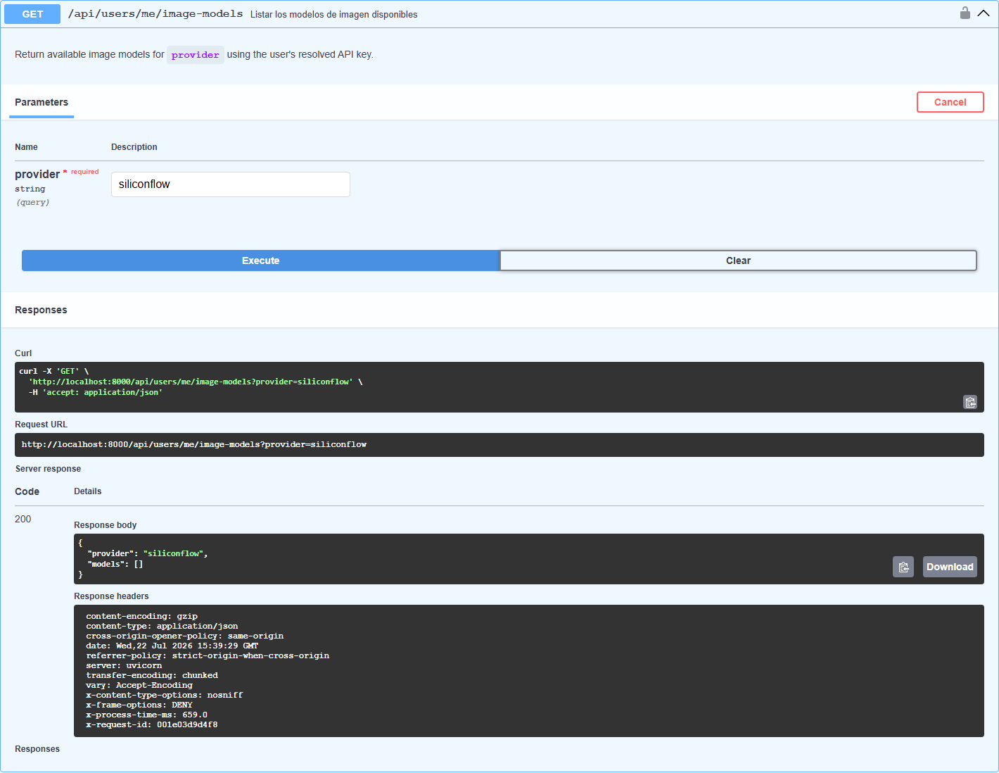 GET /api/users/me/image-models Listar los modelos de imagen disponibles
Return available image models for provider using the user's resolved API key.
Parameters
Cancel
Name Description
provider * required
string
(query)
siliconflow
Execute Clear
Responses
Curl
curl -X 'GET' \
'http://localhost:8000/api/users/me/image-models?provider=siliconflow' \
-H 'accept: application/json'
Request URL
http://localhost:8000/api/users/me/image-models?provider=siliconflow
Server response
Code Details
200
Response body
{
"provider": "siliconflow",
"models": []
}
Download
Response headers
content-encoding: gzip
content-type: application/json
cross-origin-opener-policy: same-origin
date: Wed,22 Jul 2026 15:39:29 GMT
referrer-policy: strict-origin-when-cross-origin
server: uvicorn
transfer-encoding: chunked
vary: Accept-Encoding
x-content-type-options: nosniff
x-frame-options: DENY
x-process-time-ms: 659.0
x-request-id: 001e03d9d4f8
Responses